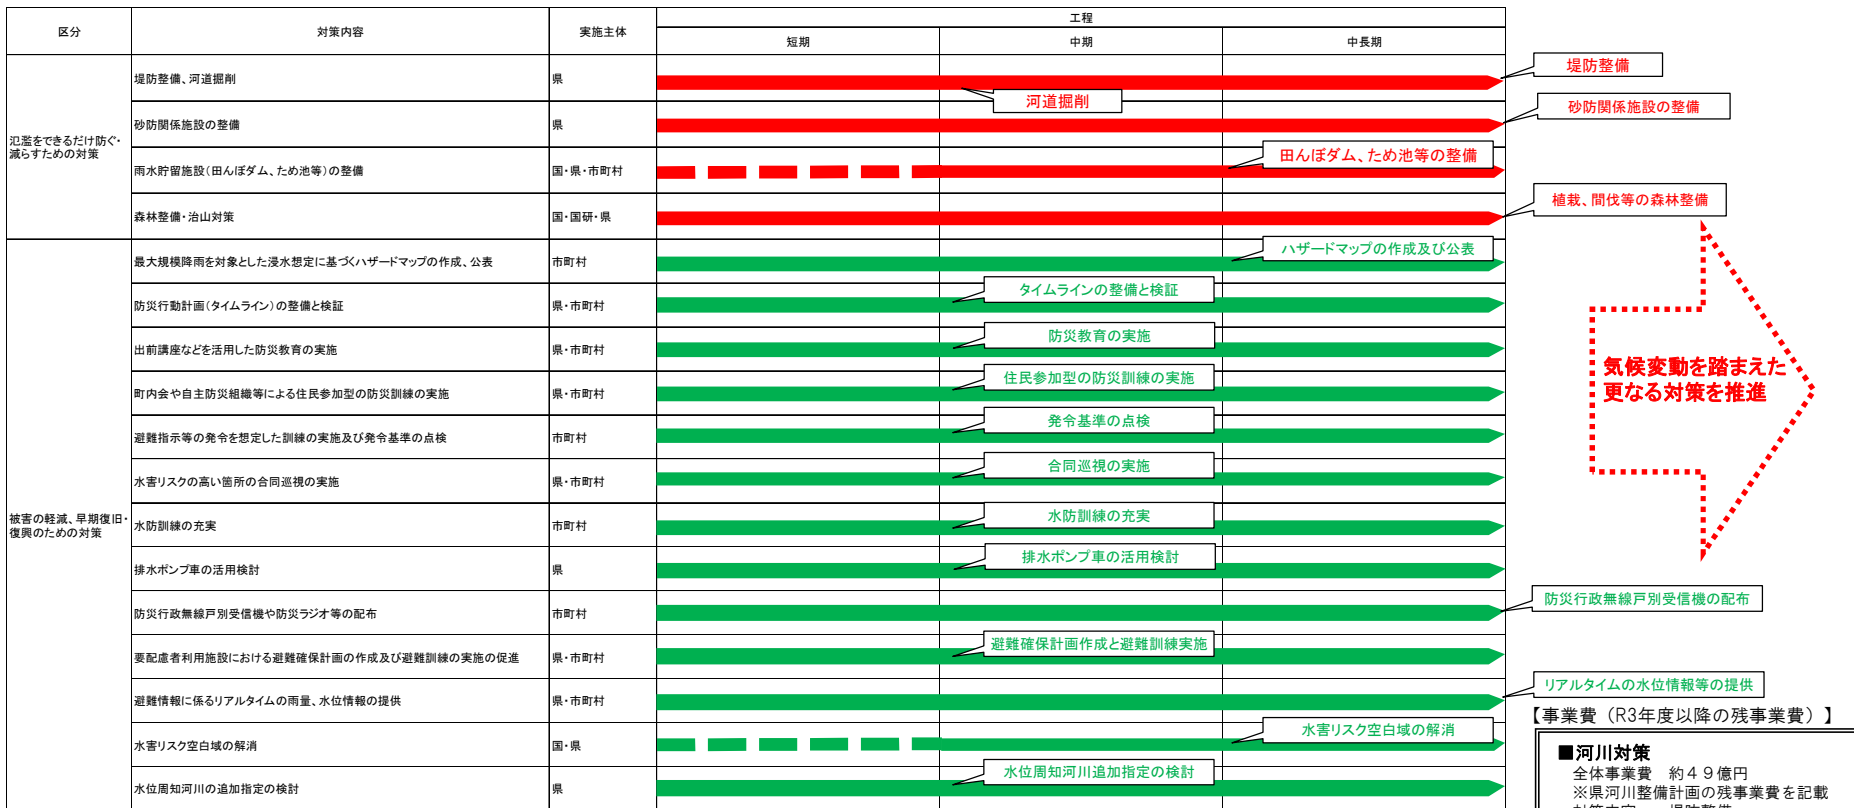 区分
対策内容
実施主体
工程
短期
中期
中長期
氾濫をできるだけ防ぐ・
減らすための対策
堤防整備、河道掘削
県
堤防整備
河道掘削
砂防関係施設の整備
県
砂防関係施設の整備
雨水貯留施設(田んぼダム、ため池等)の整備
国・県・市町村
田んぼダム、ため池等の整備
森林整備・治山対策
国・国研・県
植栽、間伐等の森林整備
被害の軽減、早期復旧・
復興のための対策
最大規模降雨を対象とした浸水想定に基づくハザードマップの作成、公表
市町村
ハザードマップの作成及び公表
防災行動計画(タイムライン)の整備と検証
県・市町村
タイムラインの整備と検証
出前講座などを活用した防災教育の実施
県・市町村
防災教育の実施
町内会や自主防災組織等による住民参加型の防災訓練の実施
県・市町村
住民参加型の防災訓練の実施
避難指示等の発令を想定した訓練の実施及び発令基準の点検
市町村
発令基準の点検
水害リスクの高い箇所の合同巡視の実施
県・市町村
合同巡視の実施
水防訓練の充実
市町村
水防訓練の充実
排水ポンプ車の活用検討
県
排水ポンプ車の活用検討
防災行政無線戸別受信機や防災ラジオ等の配布
市町村
防災行政無線戸別受信機の配布
要配慮者利用施設における避難確保計画の作成及び避難訓練の実施の促進
県・市町村
避難確保計画作成と避難訓練実施
避難情報に係るリアルタイムの雨量、水位情報の提供
県・市町村
リアルタイムの水位情報等の提供
水害リスク空白域の解消
国・県
水害リスク空白域の解消
水位周知河川の追加指定の検討
県
水位周知河川追加指定の検討
気候変動を踏まえた
更なる対策を推進
【事業費(R3年度以降の残事業費)】
■河川対策
全体事業費 約49億円
※県河川整備計画の残事業費を記載